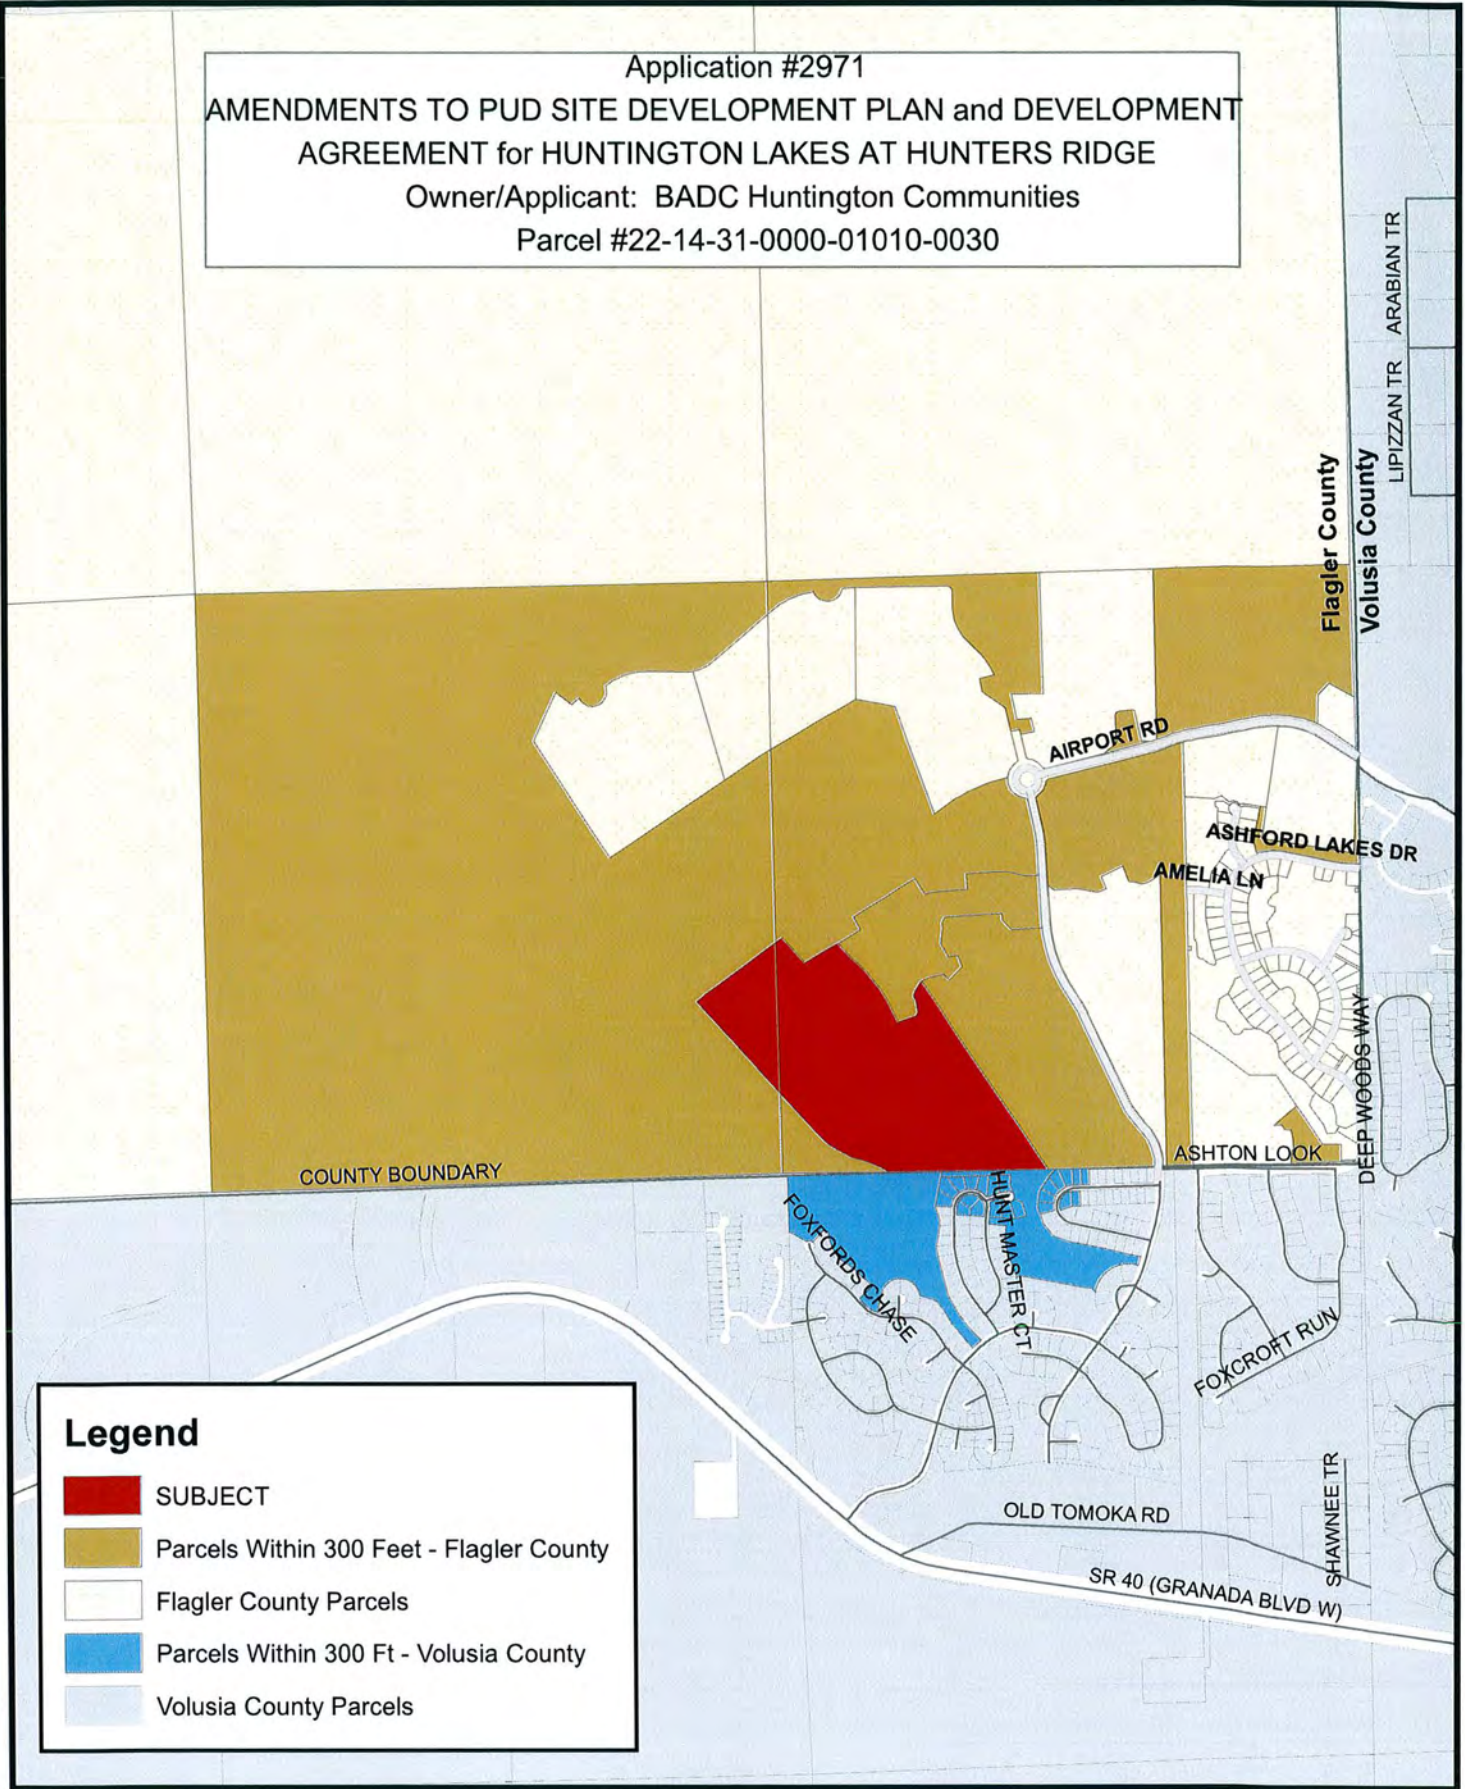 Application #2971
AMENDMENTS TO PUD SITE DEVELOPMENT PLAN and DEVELOPMENT
AGREEMENT for HUNTINGTON LAKES AT HUNTERS RIDGE
Owner/Applicant: BADC Huntington Communities
Parcel #22-14-31-0000-01010-0030
ARABIAN TR
LIPIZZAN TR
Flagler County
Volusia County
AIRPORT RD
ASHFORD LAKES DR
AMELIA LN
DEEP WOODS WAY
ASHTON LOOK
COUNTY BOUNDARY
FOXFORDS CHASE
HUNT MASTER CT
FOXCROFT RUN
OLD TOMOKA RD
SHAWNEE TR
SR 40 (GRANADA BLVD W)
Legend
SUBJECT
Parcels Within 300 Feet - Flagler County
Flagler County Parcels
Parcels Within 300 Ft - Volusia County
Volusia County Parcels